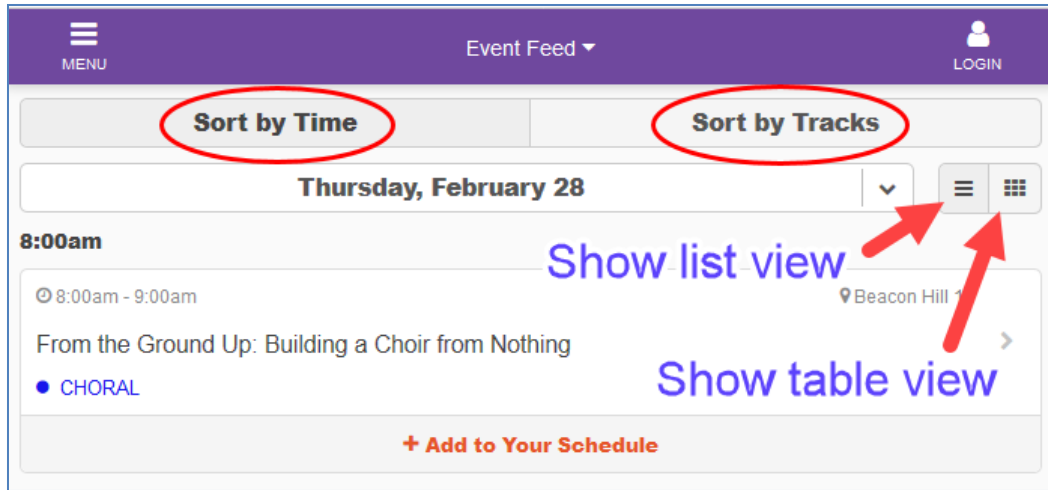 MENU
Event Feed
LOGIN
Sort by Time
Sort by Tracks
Thursday, February 28
8:00am
Show list view
8:00am - 9:00am
Beacon Hill 1
From the Ground Up: Building a Choir from Nothing
CHORAL
Show table view
+ Add to Your Schedule